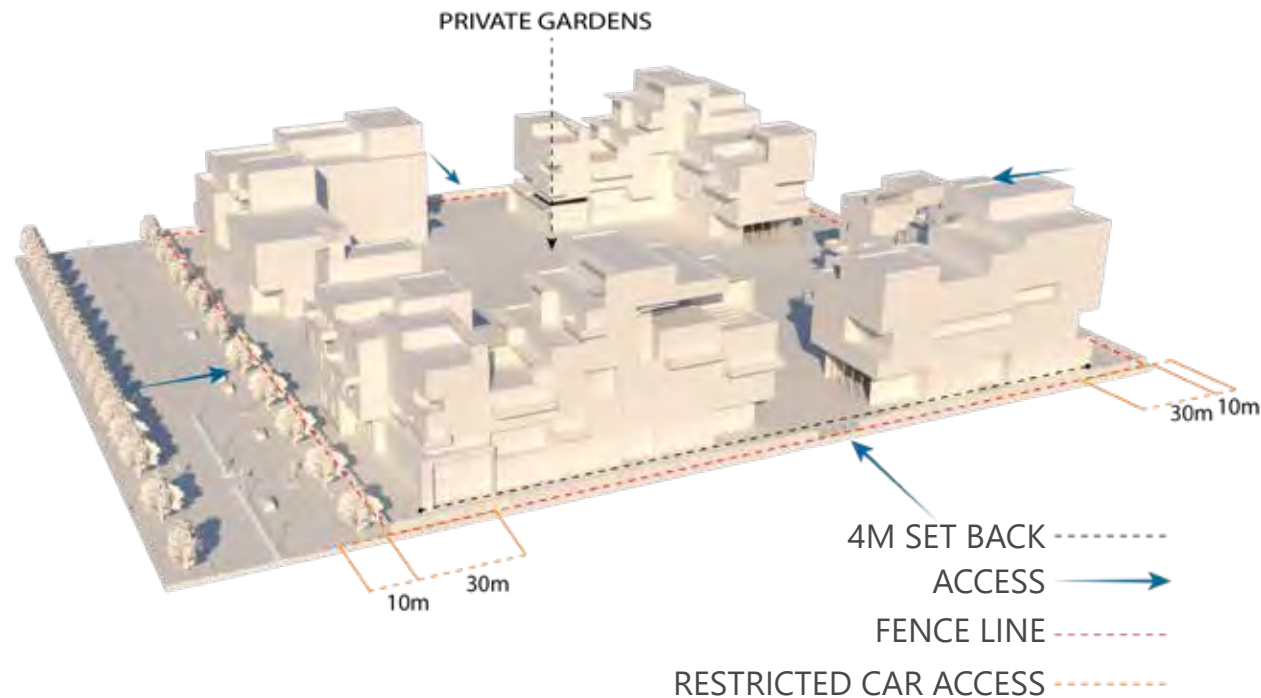 PRIVATE GARDENS
30m 10m
30m
10m
4M SET BACK
ACCESS
FENCE LINE
RESTRICTED CAR ACCESS